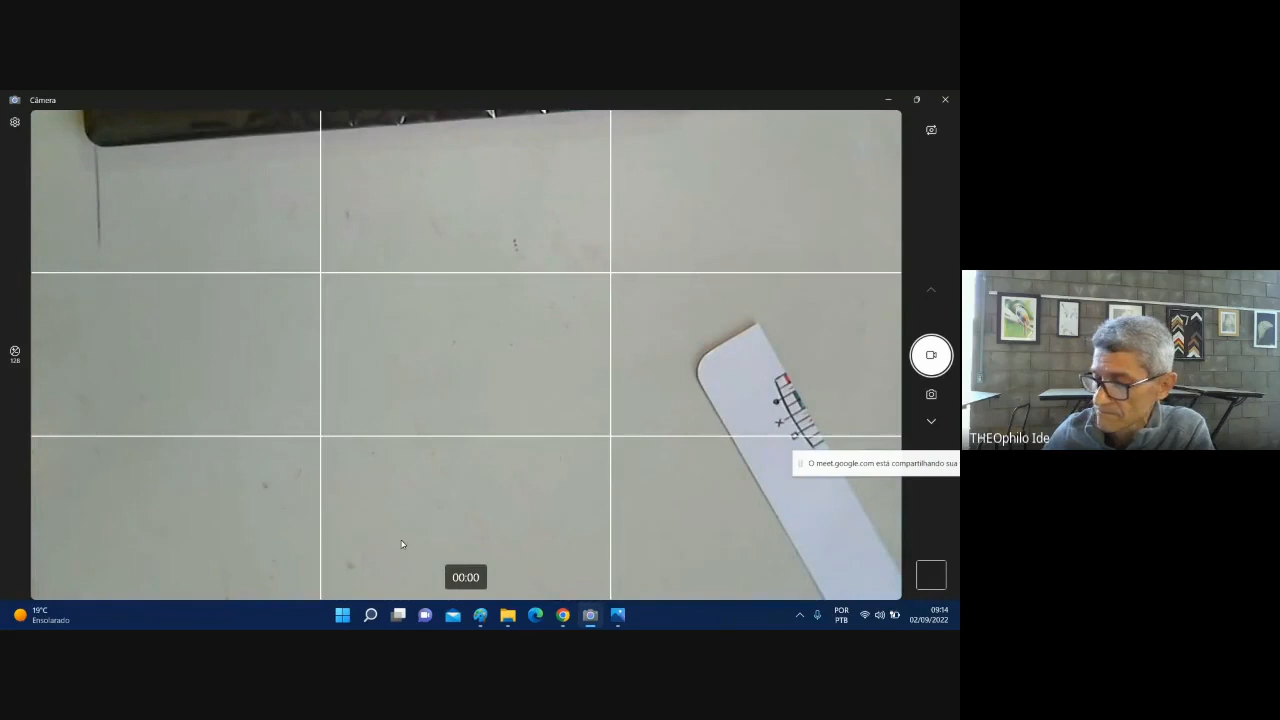 Câmera
128
THEOphilo Ide
O meet.google.com está compartilhando sua
00:00
19°C
Ensolarado
POR
PTB
09:14
02/09/2022